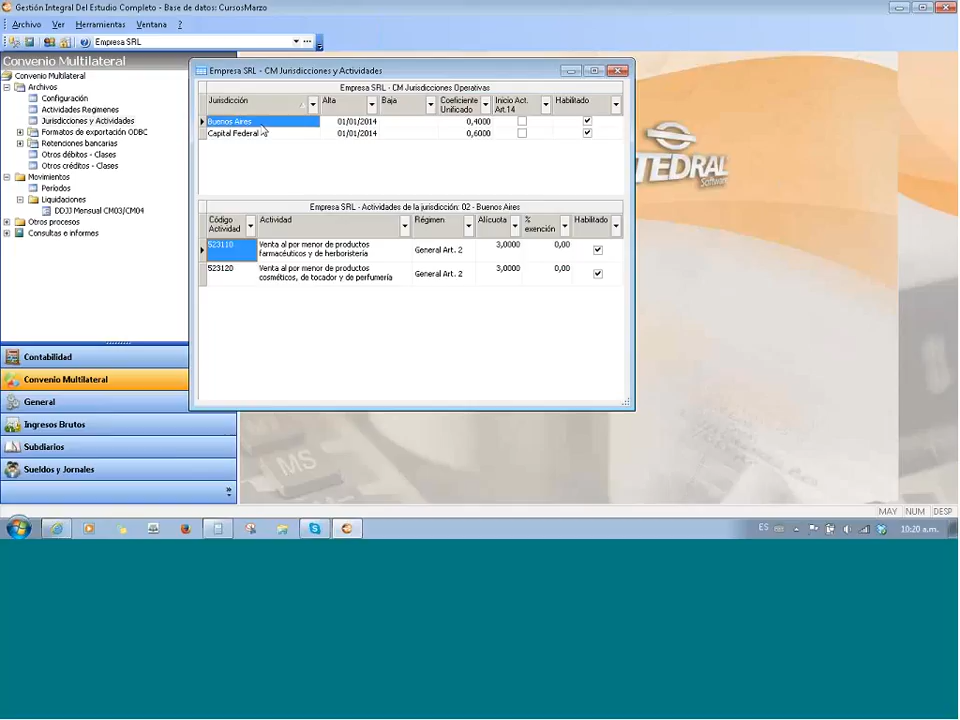 Gestión Integral Del Estudio Completo - Base de datos: CursosMarzo
Archivo Ver Herramientas Ventana ?
Empresa SRL
Convenio Multilateral
Convenio Multilateral
Archivos
Configuración
Actividades Regimenes
Jurisdicciones y Actividades
Formatos de exportación ODBC
Retenciones bancarias
Otros débitos - Clases
Otros créditos - Clases
Movimientos
Períodos
Liquidaciones
DDJJ Mensual CM03/CM04
Otros procesos
Consultas e informes
Contabilidad
Convenio Multilateral
General
Ingresos Brutos
Subdiarios
Sueldos y Jornales
Empresa SRL - CM Jurisdicciones y Actividades
Empresa SRL - CM Jurisdicciones Operativas
Jurisdicción Alta Baja Coeficiente Unificado Inicio Act. Art.14 Habilitado
Buenos Aires 01/01/2014 0,4000
Capital Federal 01/01/2014 0,6000
Empresa SRL - Actividades de la jurisdicción: 02 - Buenos Aires
Código Actividad Actividad Régimen Alícuota % exención Habilitado
523110 Venta al por menor de productos farmacéuticos y de herboristería General Art. 2 3,0000 0,00
523120 Venta al por menor de productos cosméticos, de tocador y de perfumería General Art. 2 3,0000 0,00
TEDRAL
Software
MS
MAY NUM DESP
ES 10:20 a.m.